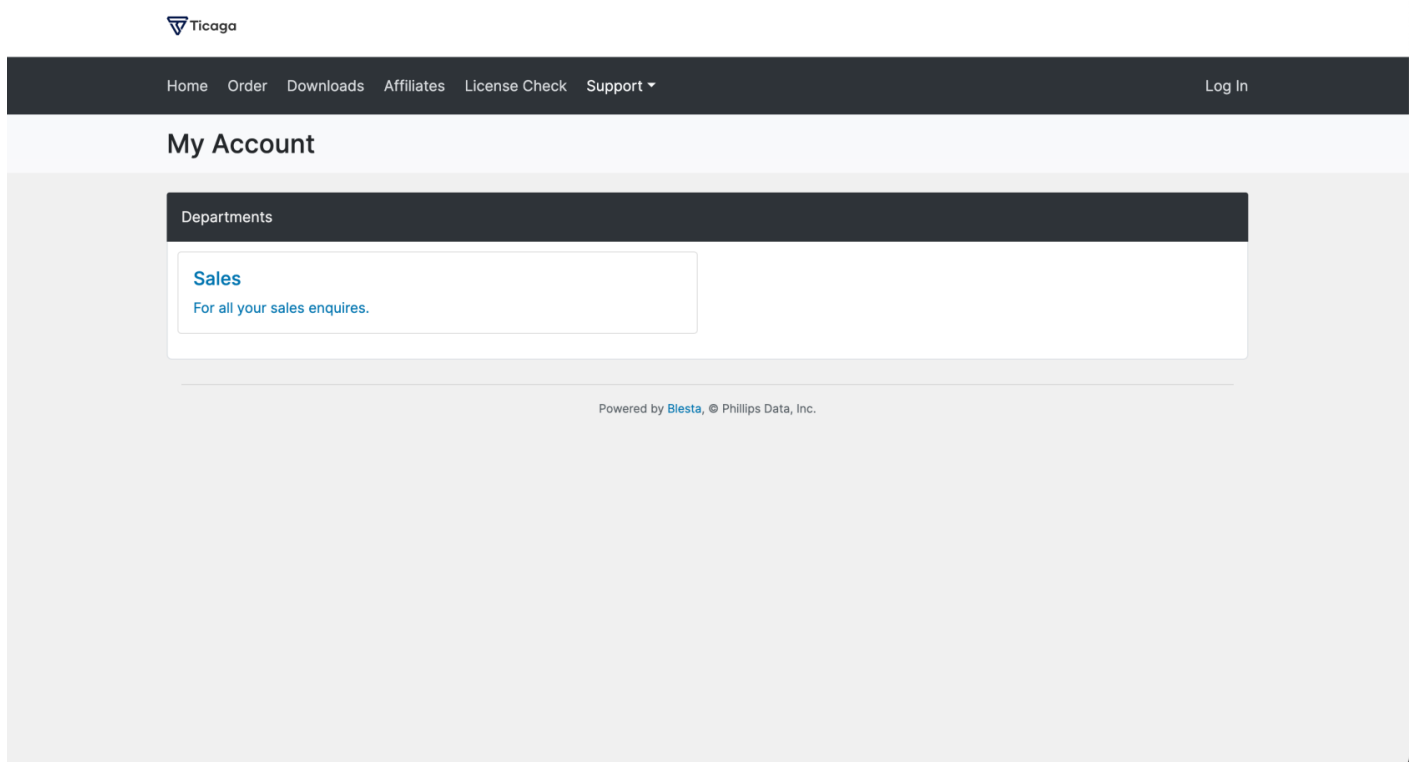 Ticaga
Home Order Downloads Affiliates License Check Support Log In
My Account
Departments
Sales
For all your sales enquires.
Powered by Blesta, © Phillips Data, Inc.